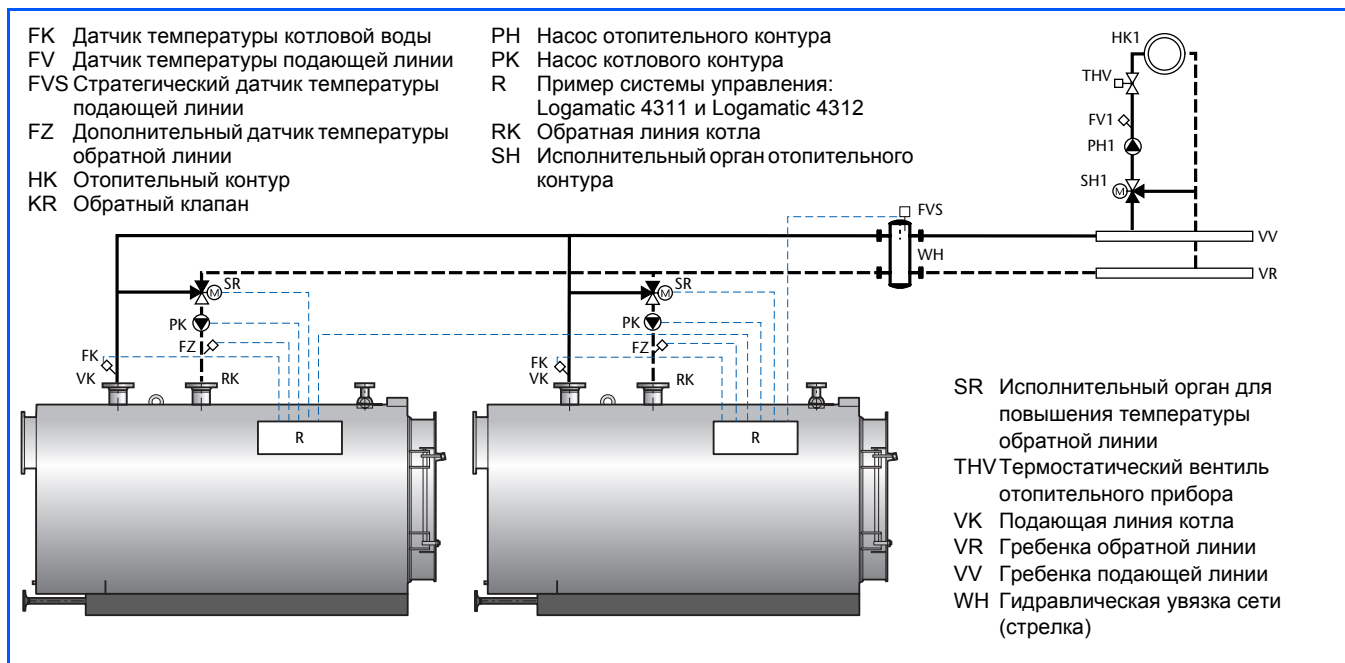 FK Датчик температуры котловой воды
FV Датчик температуры подающей линии
FVS Стратегический датчик температуры
подающей линии
FZ Дополнительный датчик температуры
обратной линии
HK Отопительный контур
KR Обратный клапан
PH Насос отопительного контура
PK Насос котлового контура
R Пример системы управления:
Logamatic 4311 и Logamatic 4312
RK Обратная линия котла
SH Исполнительный орган отопительного
контура
HK1
THV
FV1
PH1
SH1
M
FVS
VV
WH
VR
SR
M
SR
M
PK
PK
FZ
FZ
FK
FK
VK
RK
VK
RK
R
R
SR Исполнительный орган для
повышения температуры
обратной линии
THV Термостатический вентиль
отопительного прибора
VK Подающая линия котла
VR Гребенка обратной линии
VV Гребенка подающей линии
WH Гидравлическая увязка сети
(стрелка)